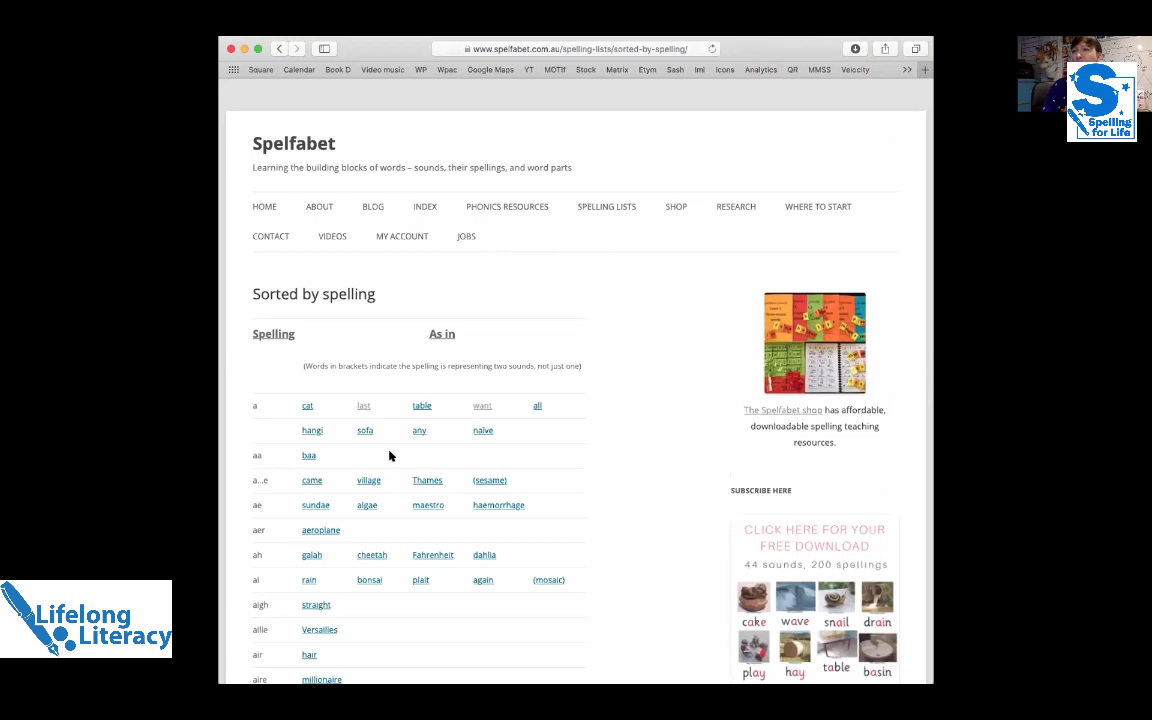 www.spelfabet.com.au/spelling-lists/sorted-by-spelling/
Square Calendar Book D Video music WP Wpac Google Maps YT MOTIf Stock Matrix Etym Sash Imi Icons Analytics QR MMSS Velocity
Spelfabet
Learning the building blocks of words – sounds, their spellings, and word parts
HOME ABOUT BLOG INDEX PHONICS RESOURCES SPELLING LISTS SHOP RESEARCH WHERE TO START
CONTACT VIDEOS MY ACCOUNT JOBS
Sorted by spelling
Spelling As in
(Words in brackets indicate the spelling is representing two sounds, not just one)
a cat last table want all
hangi sofa any naïve
aa baa
a...e came village Thames (sesame)
ae sundae algae maestro haemorrhage
aer aeroplane
ah galah cheetah Fahrenheit dahlia
ai rain bonsai plait again (mosaic)
aigh straight
aille Versailles
air hair
aire millionaire
The Spelfabet shop has affordable,
downloadable spelling teaching
resources.
SUBSCRIBE HERE
CLICK HERE FOR YOUR
FREE DOWNLOAD
44 sounds, 200 spellings
cake wave snail drain
play hay table basin
S
Spelling
for Life
Lifelong
Literacy